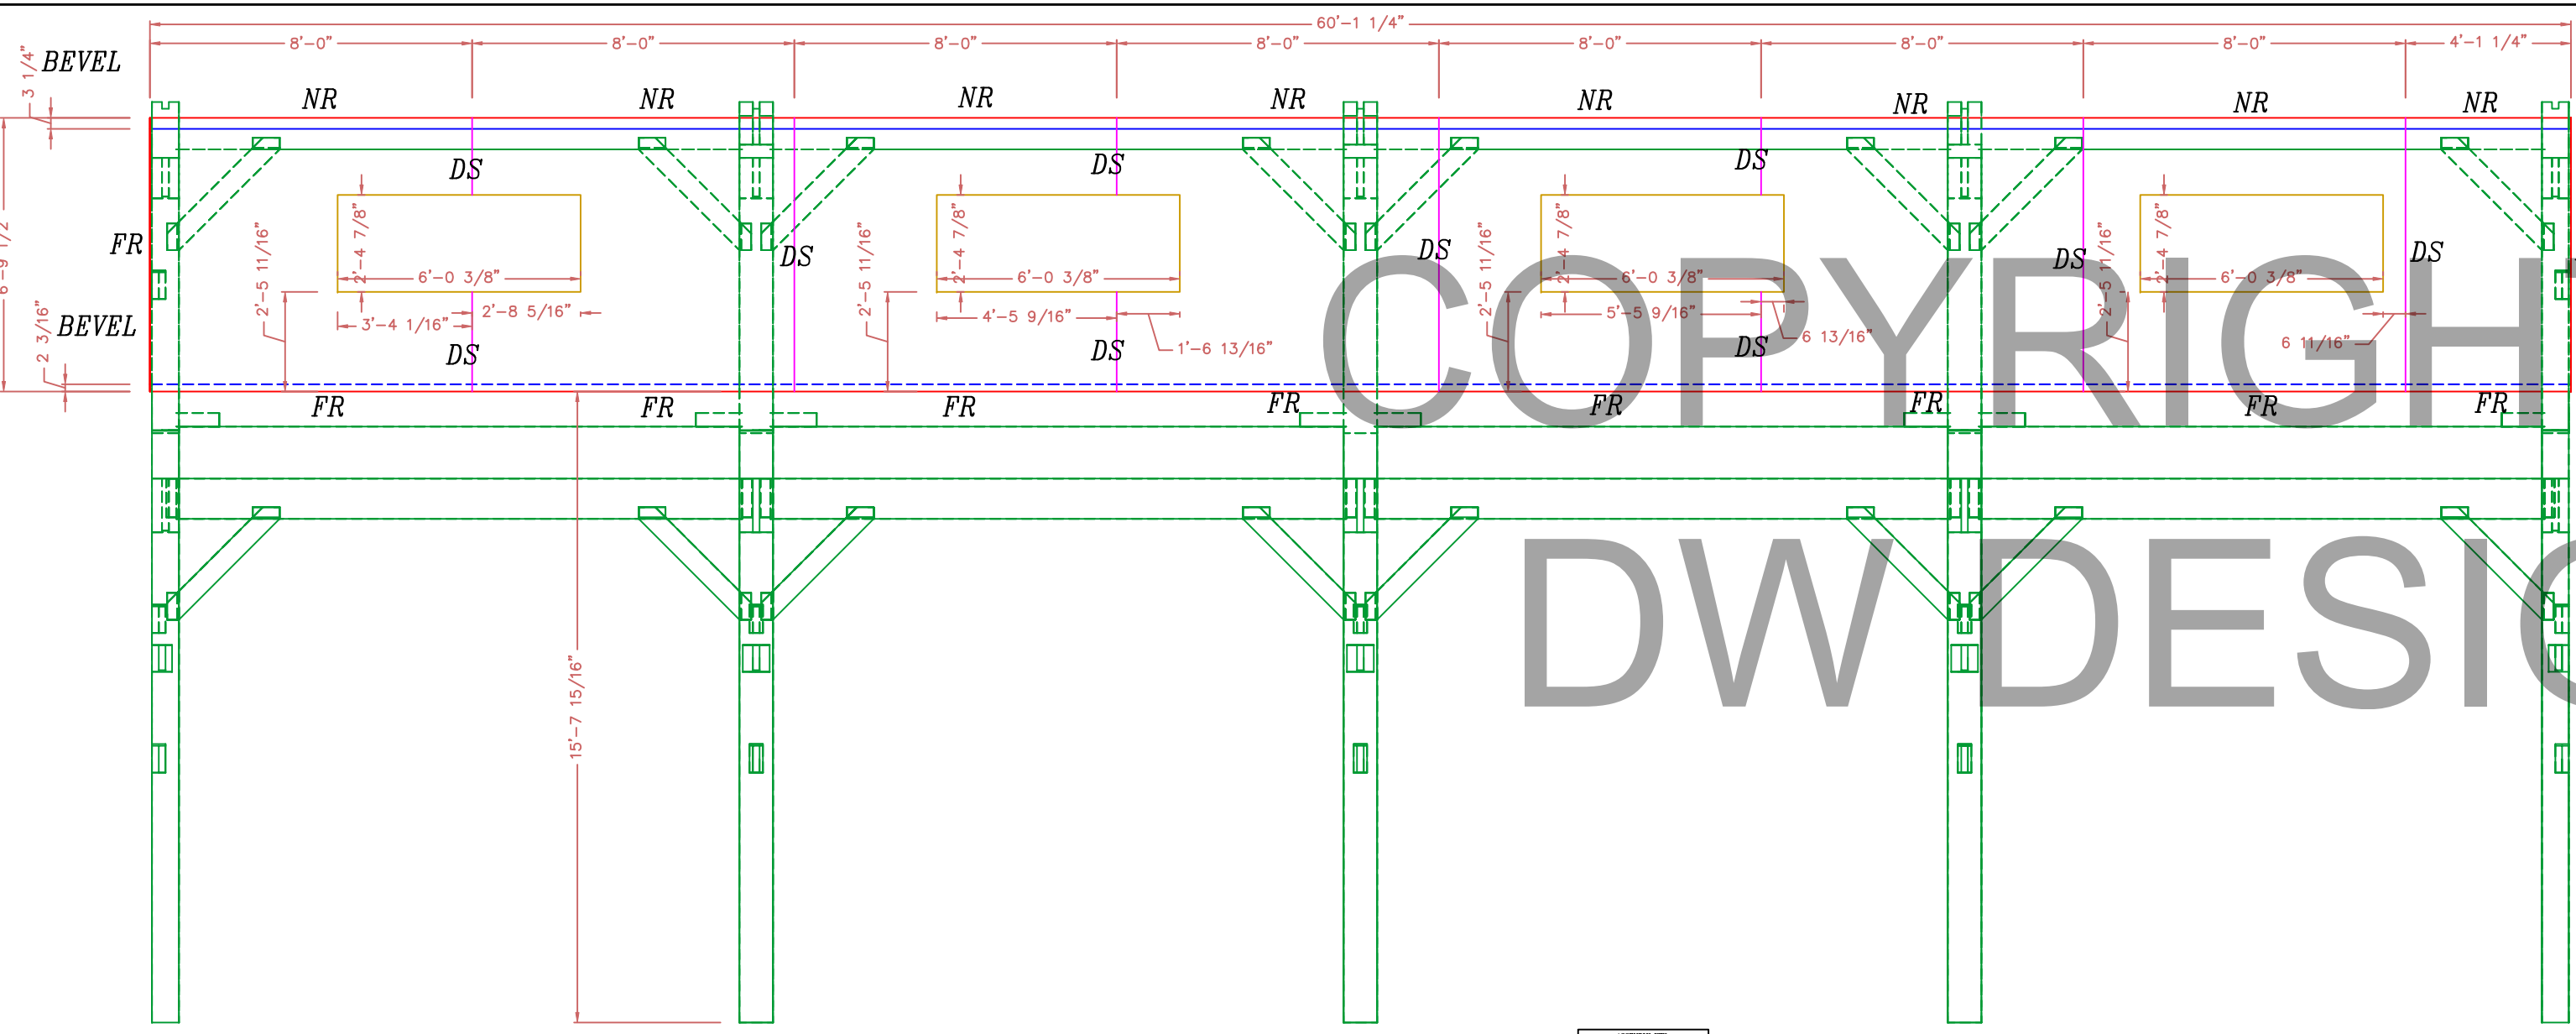 60'-1 1/4"
8'-0" 8'-0" 8'-0" 8'-0" 8'-0" 8'-0" 8'-0" 4'-1 1/4"
3 1/4"
BEVEL
NR NR NR NR NR NR NR NR
DS DS DS
6'-9 1/2"
FR
2'-5 11/16" 2'-4 7/8" 6'-0 3/8"
DS
2'-5 11/16" 2'-4 7/8" 6'-0 3/8"
DS
2'-5 11/16" 2'-4 7/8" 6'-0 3/8"
DS
2'-5 11/16" 2'-4 7/8" 6'-0 3/8"
DS
BEVEL
2 3/16"
3'-4 1/16" 2'-8 5/16"
4'-5 9/16" 1'-6 13/16"
5'-5 9/16" 6 13/16"
6 11/16"
DS DS DS
FR FR FR FR FR FR FR FR
15'-7 15/16"
COPYRIGH
DW DESIG